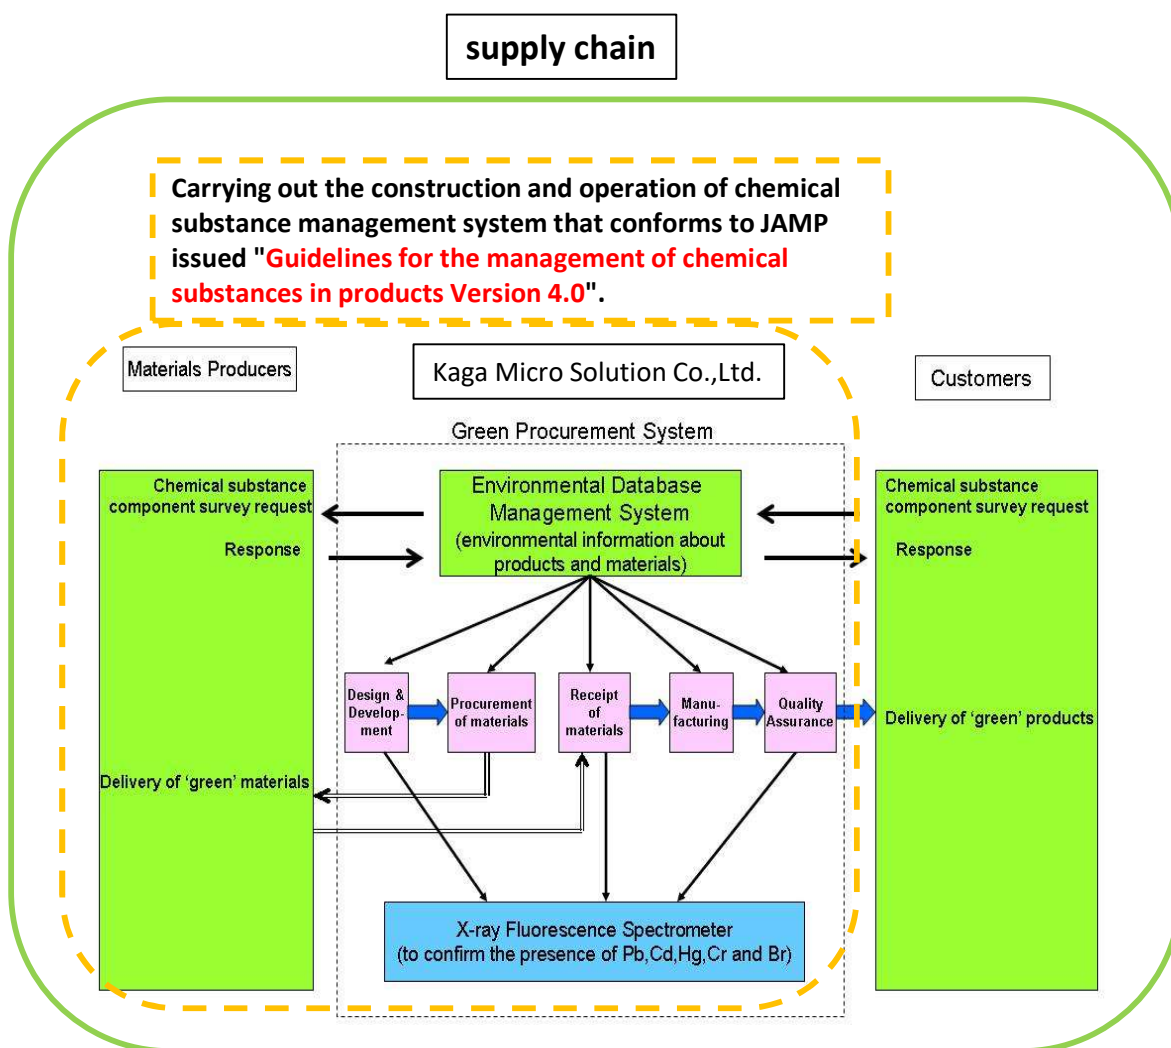 supply chain
Carrying out the construction and operation of chemical
substance management system that conforms to JAMP
issued "Guidelines for the management of chemical
substances in products Version 4.0".
Materials Producers
Kaga Micro Solution Co.,Ltd.
Customers
Green Procurement System
Chemical substance
component survey request
Response
Environmental Database
Management System
(environmental information about
products and materials)
Chemical substance
component survey request
Response
Design &
Develop-
ment
Procurement
of materials
Receipt
of
materials
Manu-
facturing
Quality
Assurance
Delivery of 'green' products
Delivery of 'green' materials
X-ray Fluorescence Spectrometer
(to confirm the presence of Pb,Cd,Hg,Cr and Br)